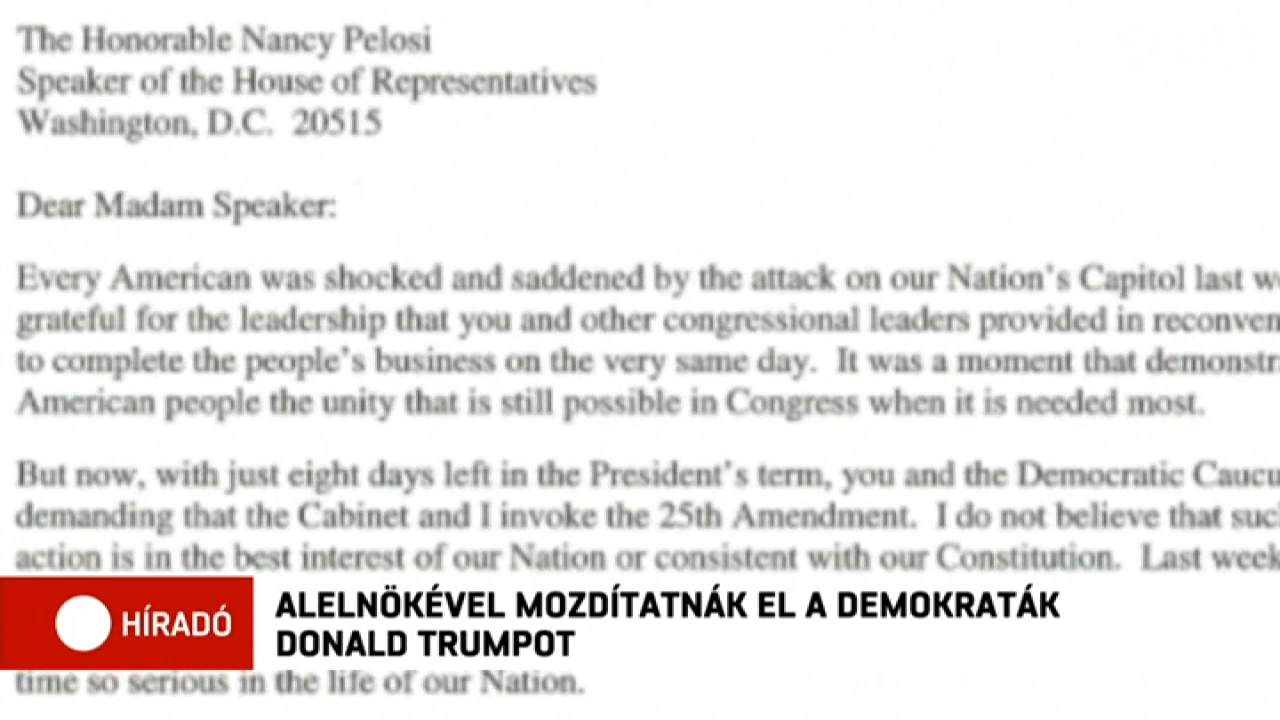 The Honorable Nancy Pelosi
Speaker of the House of Representatives
Washington, D.C. 20515
Dear Madam Speaker:
Every American was shocked and saddened by the attack on our Nation's Capitol last
grateful for the leadership that you and other congressional leaders provided in
to complete the people's business on the very same day. It was a moment that
American people the unity that is still possible in Congress when it is needed most.
But now, with just eight days left in the President's term, you and the Democratic
demanding that the Cabinet and I invoke the 25th Amendment. I do not believe that
action is in the best interest of our Nation or consistent with our Constitution. Last week
HÍRADÓ
ALELNÖKÉVEL MOZDÍTATNÁK EL A DEMOKRATÁK
DONALD TRUMPOT
time so serious in the life of our Nation.